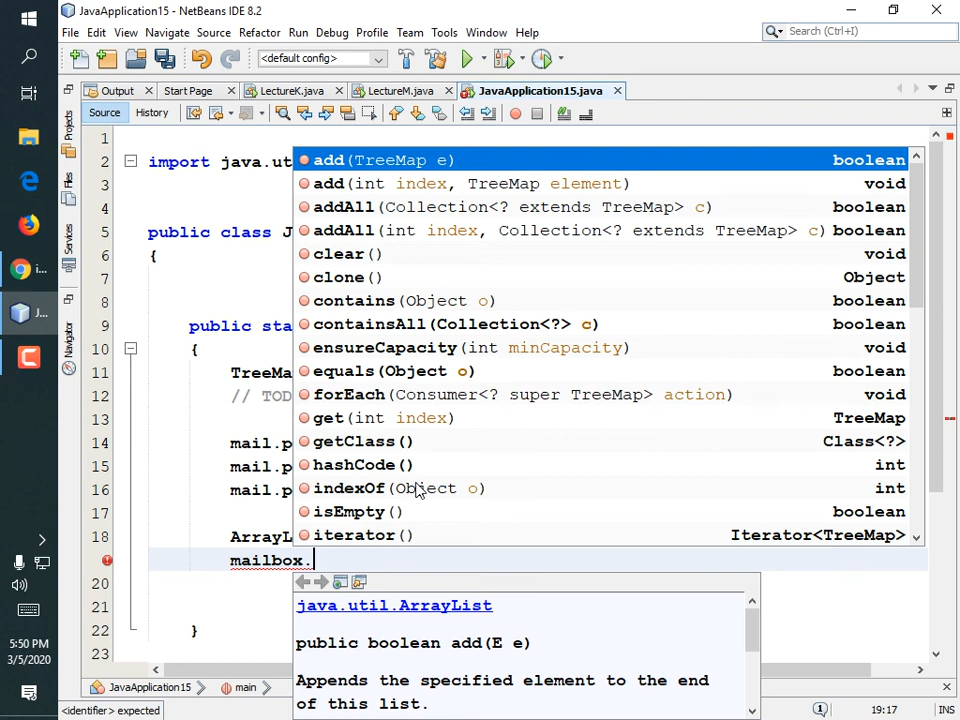 JavaApplication15 - NetBeans IDE 8.2
File Edit View Navigate Source Refactor Run Debug Profile Team Tools Window Help
<default config>
Search (Ctrl+I)
Output Start Page LectureK.java LectureM.java JavaApplication15.java
Source History
Projects
Files
Services
Navigator
1
2 import java.ut
3
4
5 public class J
6 {
7
8
9 public sta
10 {
11 TreeMa
12 // TOD
13
14 mail.p
15 mail.p
16 mail.p
17
18 ArrayL
mailbox.
20
21
22 }
23
add(TreeMap e) boolean
add(int index, TreeMap element) void
addAll(Collection<? extends TreeMap> c) boolean
addAll(int index, Collection<? extends TreeMap> c) boolean
clear() void
clone() Object
contains(Object o) boolean
containsAll(Collection<?> c) boolean
ensureCapacity(int minCapacity) void
equals(Object o) boolean
forEach(Consumer<? super TreeMap> action) void
get(int index) TreeMap
getClass() Class<?>
hashCode() int
indexOf(Object o) int
isEmpty() boolean
iterator() Iterator<TreeMap>
java.util.ArrayList
public boolean add(E e)
Appends the specified element to the end
of this list.
JavaApplication15 main
<identifier> expected
1
19:17 INS
i...
J...
5:50 PM
3/5/2020